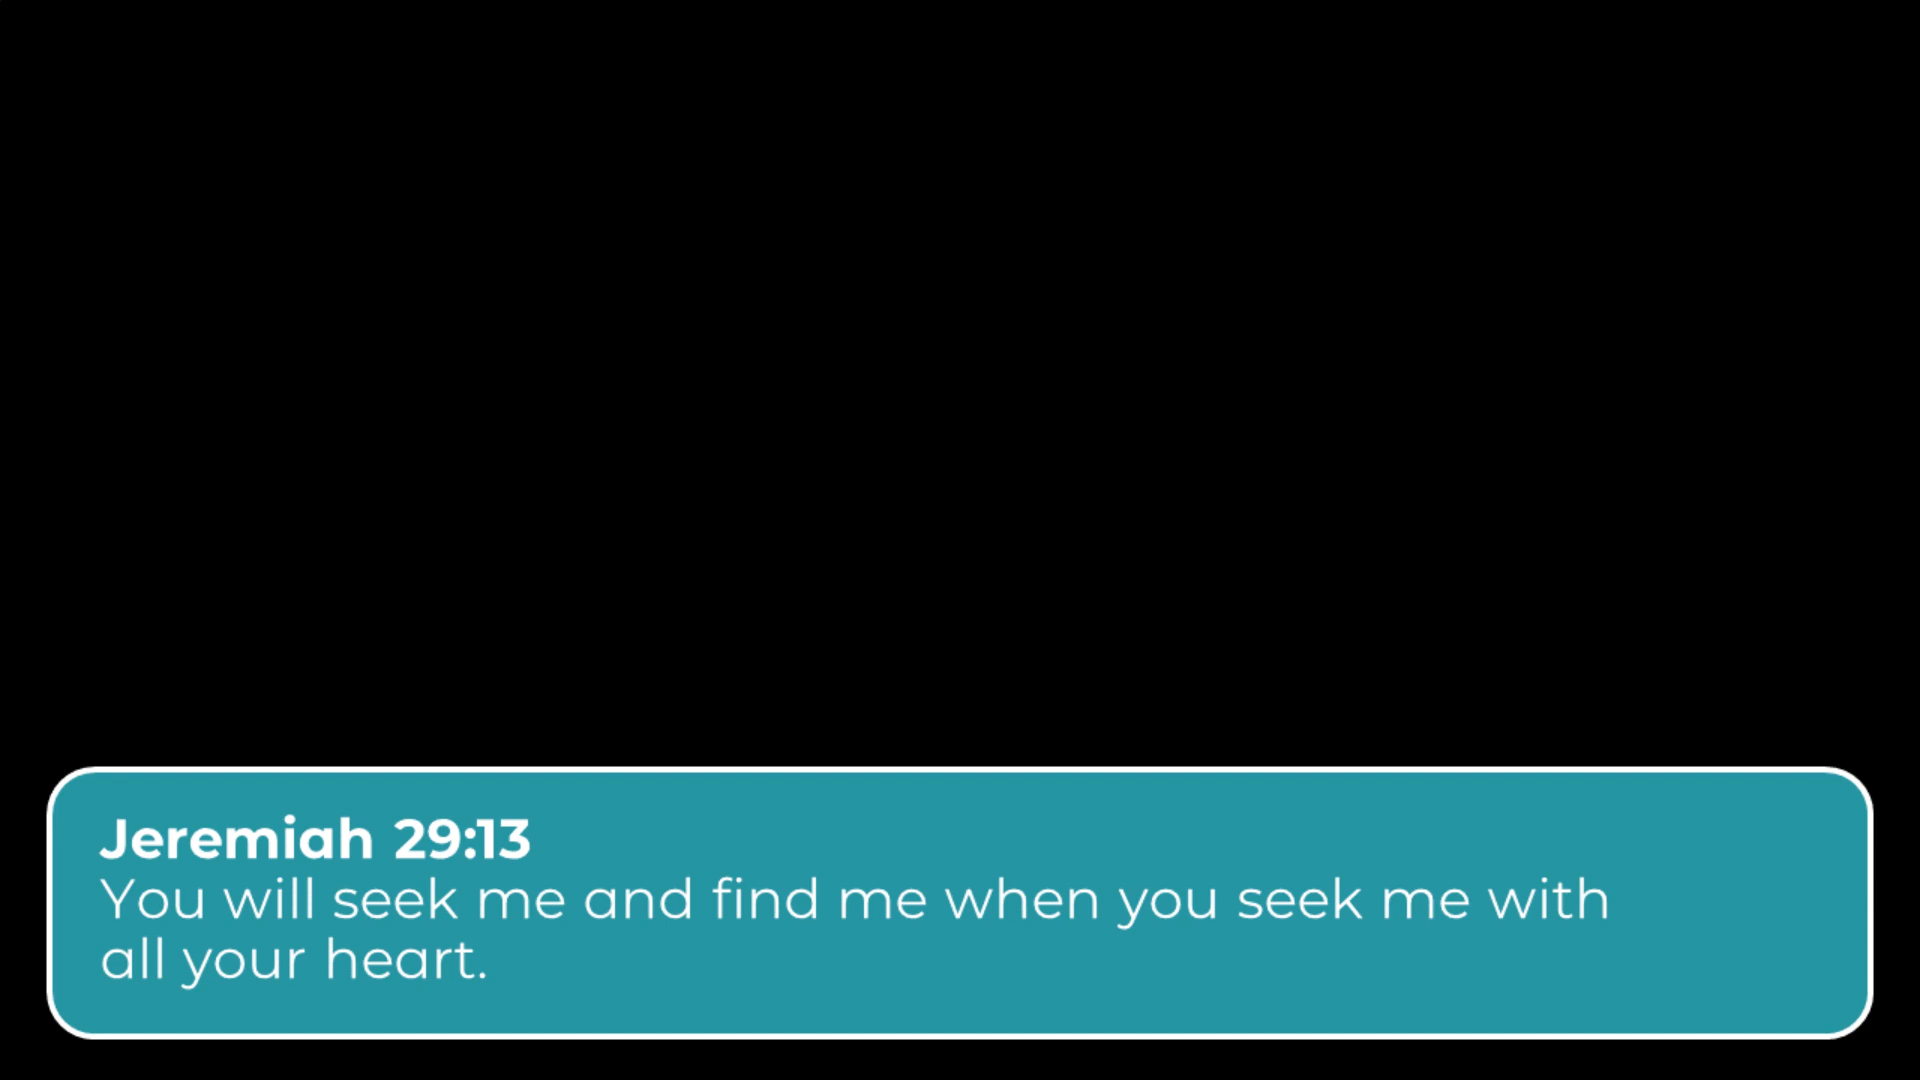 Jeremiah 29:13
You will seek me and find me when you seek me with
all your heart.